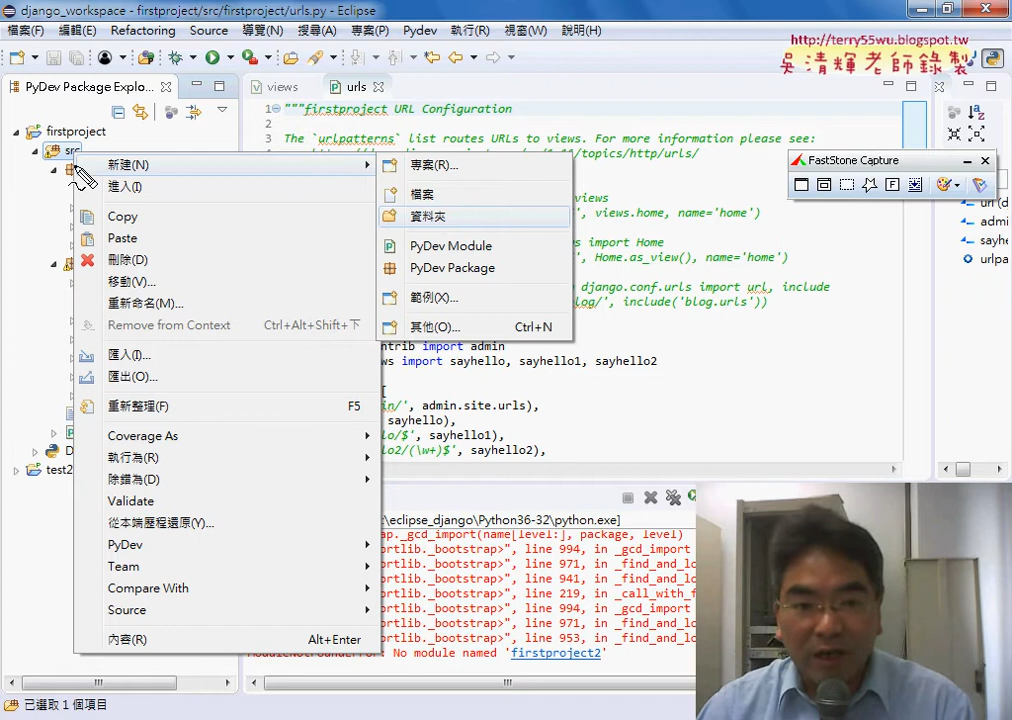 django_workspace - firstproject/src/firstproject/urls.py - Eclipse
檔案(F) 編輯(E) Refactoring Source 導覽(N) 搜尋(A) 專案(P) Pydev 執行(R) 視窗(W) 說明(H)
http://terry55wu.blogspot.tw
吳清輝老師錄製
PyDev Package Explo...
views
urls
firstproject
src
test2
"""firstproject URL Configuration
The `urlpatterns` list routes URLs to views. For more information please see:
/topics/http/urls/
views
', views.home, name='home')
ws import Home
', Home.as_view(), name='home')
django.conf.urls import url, include
log/', include('blog.urls'))
ntrib import admin
ws import sayhello, sayhello1, sayhello2
[
in/', admin.site.urls),
sayhello),
lo/$', sayhello1),
lo2/(\w+)$', sayhello2),
新建(N)
進入(I)
Copy
Paste
刪除(D)
移動(V)...
重新命名(M)...
Remove from Context Ctrl+Alt+Shift+下
匯入(I)...
匯出(O)...
重新整理(F) F5
Coverage As
執行為(R)
除錯為(D)
Validate
從本端歷程還原(Y)...
PyDev
Team
Compare With
Source
內容(R) Alt+Enter
專案(R)...
檔案
資料夾
PyDev Module
PyDev Package
範例(X)...
其他(O)... Ctrl+N
FastStone Capture
url (d
admi
sayhe
urlpa
eclipse_django\Python36-32\python.exe]
ap._gcd_import(name[level:], package, level)
ortlib._bootstrap>", line 994, in _gcd_import
ortlib._bootstrap>", line 971, in _find_and_lo
ortlib._bootstrap>", line 941, in _find_and_lo
ortlib._bootstrap>", line 219, in _call_with_f
ortlib._bootstrap>", line 994, in _gcd_import
ortlib._bootstrap>", line 971, in _find_and_lo
ortlib._bootstrap>", line 953, in _find_and_lo
ModuleNotFoundError: No module named 'firstproject2'
已選取 1 個項目